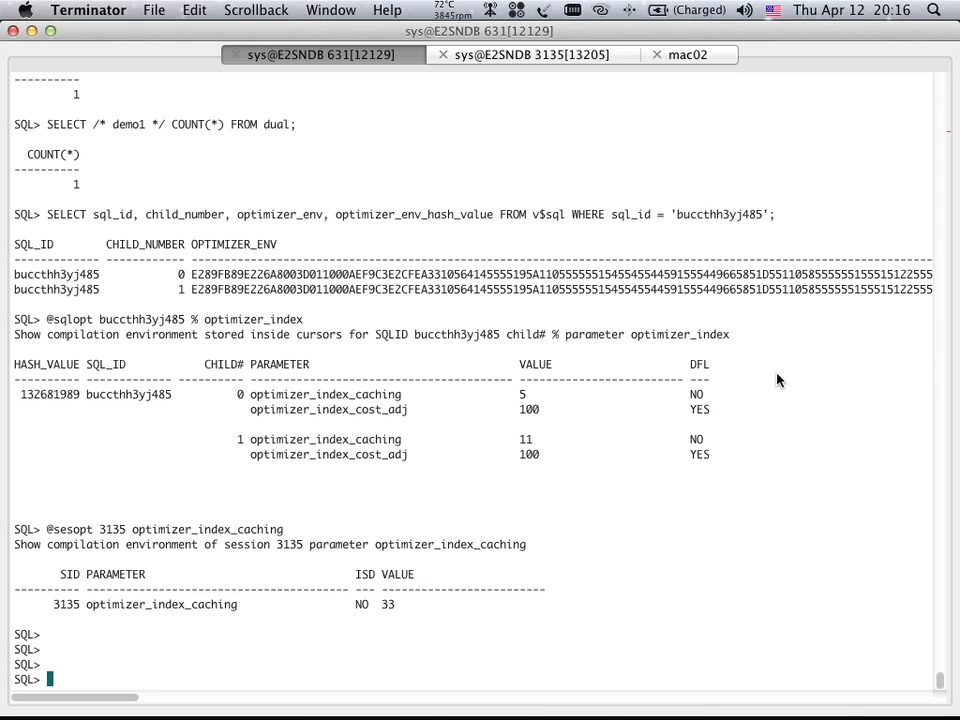 Terminator File Edit Scrollback Window Help 72°C 3845rpm (Charged) Thu Apr 12 20:16
sys@E2SNDB 631[12129]
sys@E2SNDB 631[12129] sys@E2SNDB 3135[13205] mac02
----------
1
SQL> SELECT /* demo1 */ COUNT(*) FROM dual;
COUNT(*)
----------
1
SQL> SELECT sql_id, child_number, optimizer_env, optimizer_env_hash_value FROM v$sql WHERE sql_id = 'buccthh3yj485';
SQL_ID CHILD_NUMBER OPTIMIZER_ENV
buccthh3yj485 0 E289FB89E226A8003D011000AEF9C3E2CFEA3310564145555195A110555555154554554459155544966585​1D5511058555555155515122555
buccthh3yj485 1 E289FB89E226A8003D011000AEF9C3E2CFEA3310564145555195A1105555551545545544591555449665851D5511058555555155515122555
SQL> @sqlopt buccthh3yj485 % optimizer_index
Show compilation environment stored inside cursors for SQLID buccthh3yj485 child# % parameter optimizer_index
HASH_VALUE SQL_ID CHILD# PARAMETER VALUE DFL
132681989 buccthh3yj485 0 optimizer_index_caching 5 NO
optimizer_index_cost_adj 100 YES
1 optimizer_index_caching 11 NO
optimizer_index_cost_adj 100 YES
SQL> @sesopt 3135 optimizer_index_caching
Show compilation environment of session 3135 parameter optimizer_index_caching
SID PARAMETER ISD VALUE
3135 optimizer_index_caching NO 33
SQL>
SQL>
SQL>
SQL>